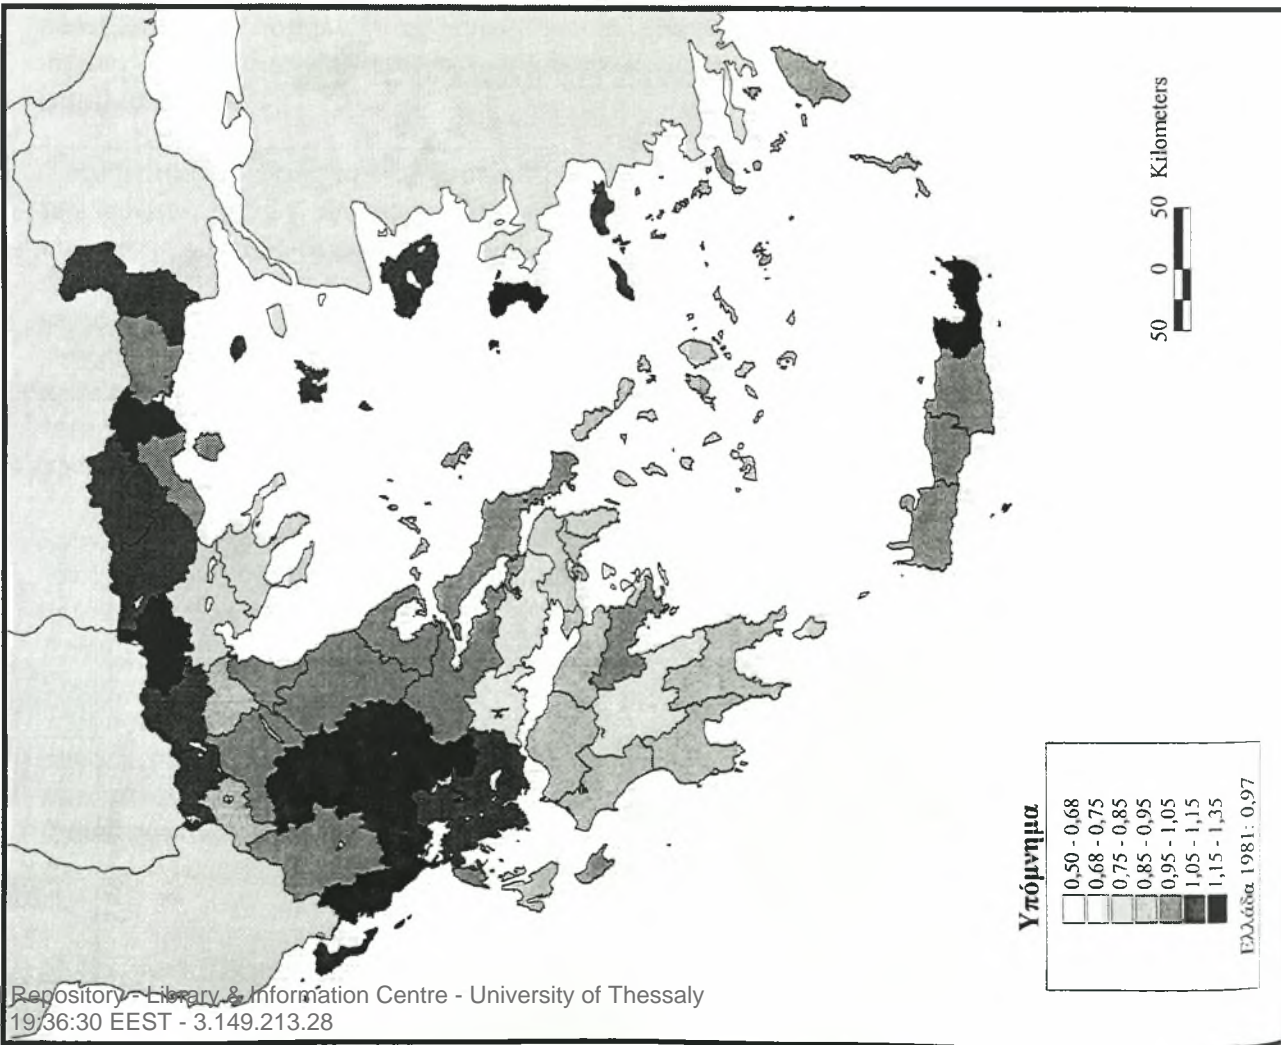 50 0 50 Kilometers
Υπόμνημα
0,50 - 0,68
0,68 - 0,75
0,75 - 0,85
0,85 - 0,95
0,95 - 1,05
1,05 - 1,15
1,15 - 1,35
Ελλάδα 1981: 0,97
Repository - Library & Information Centre - University of Thessaly
19:36:30 EEST - 3.149.213.28